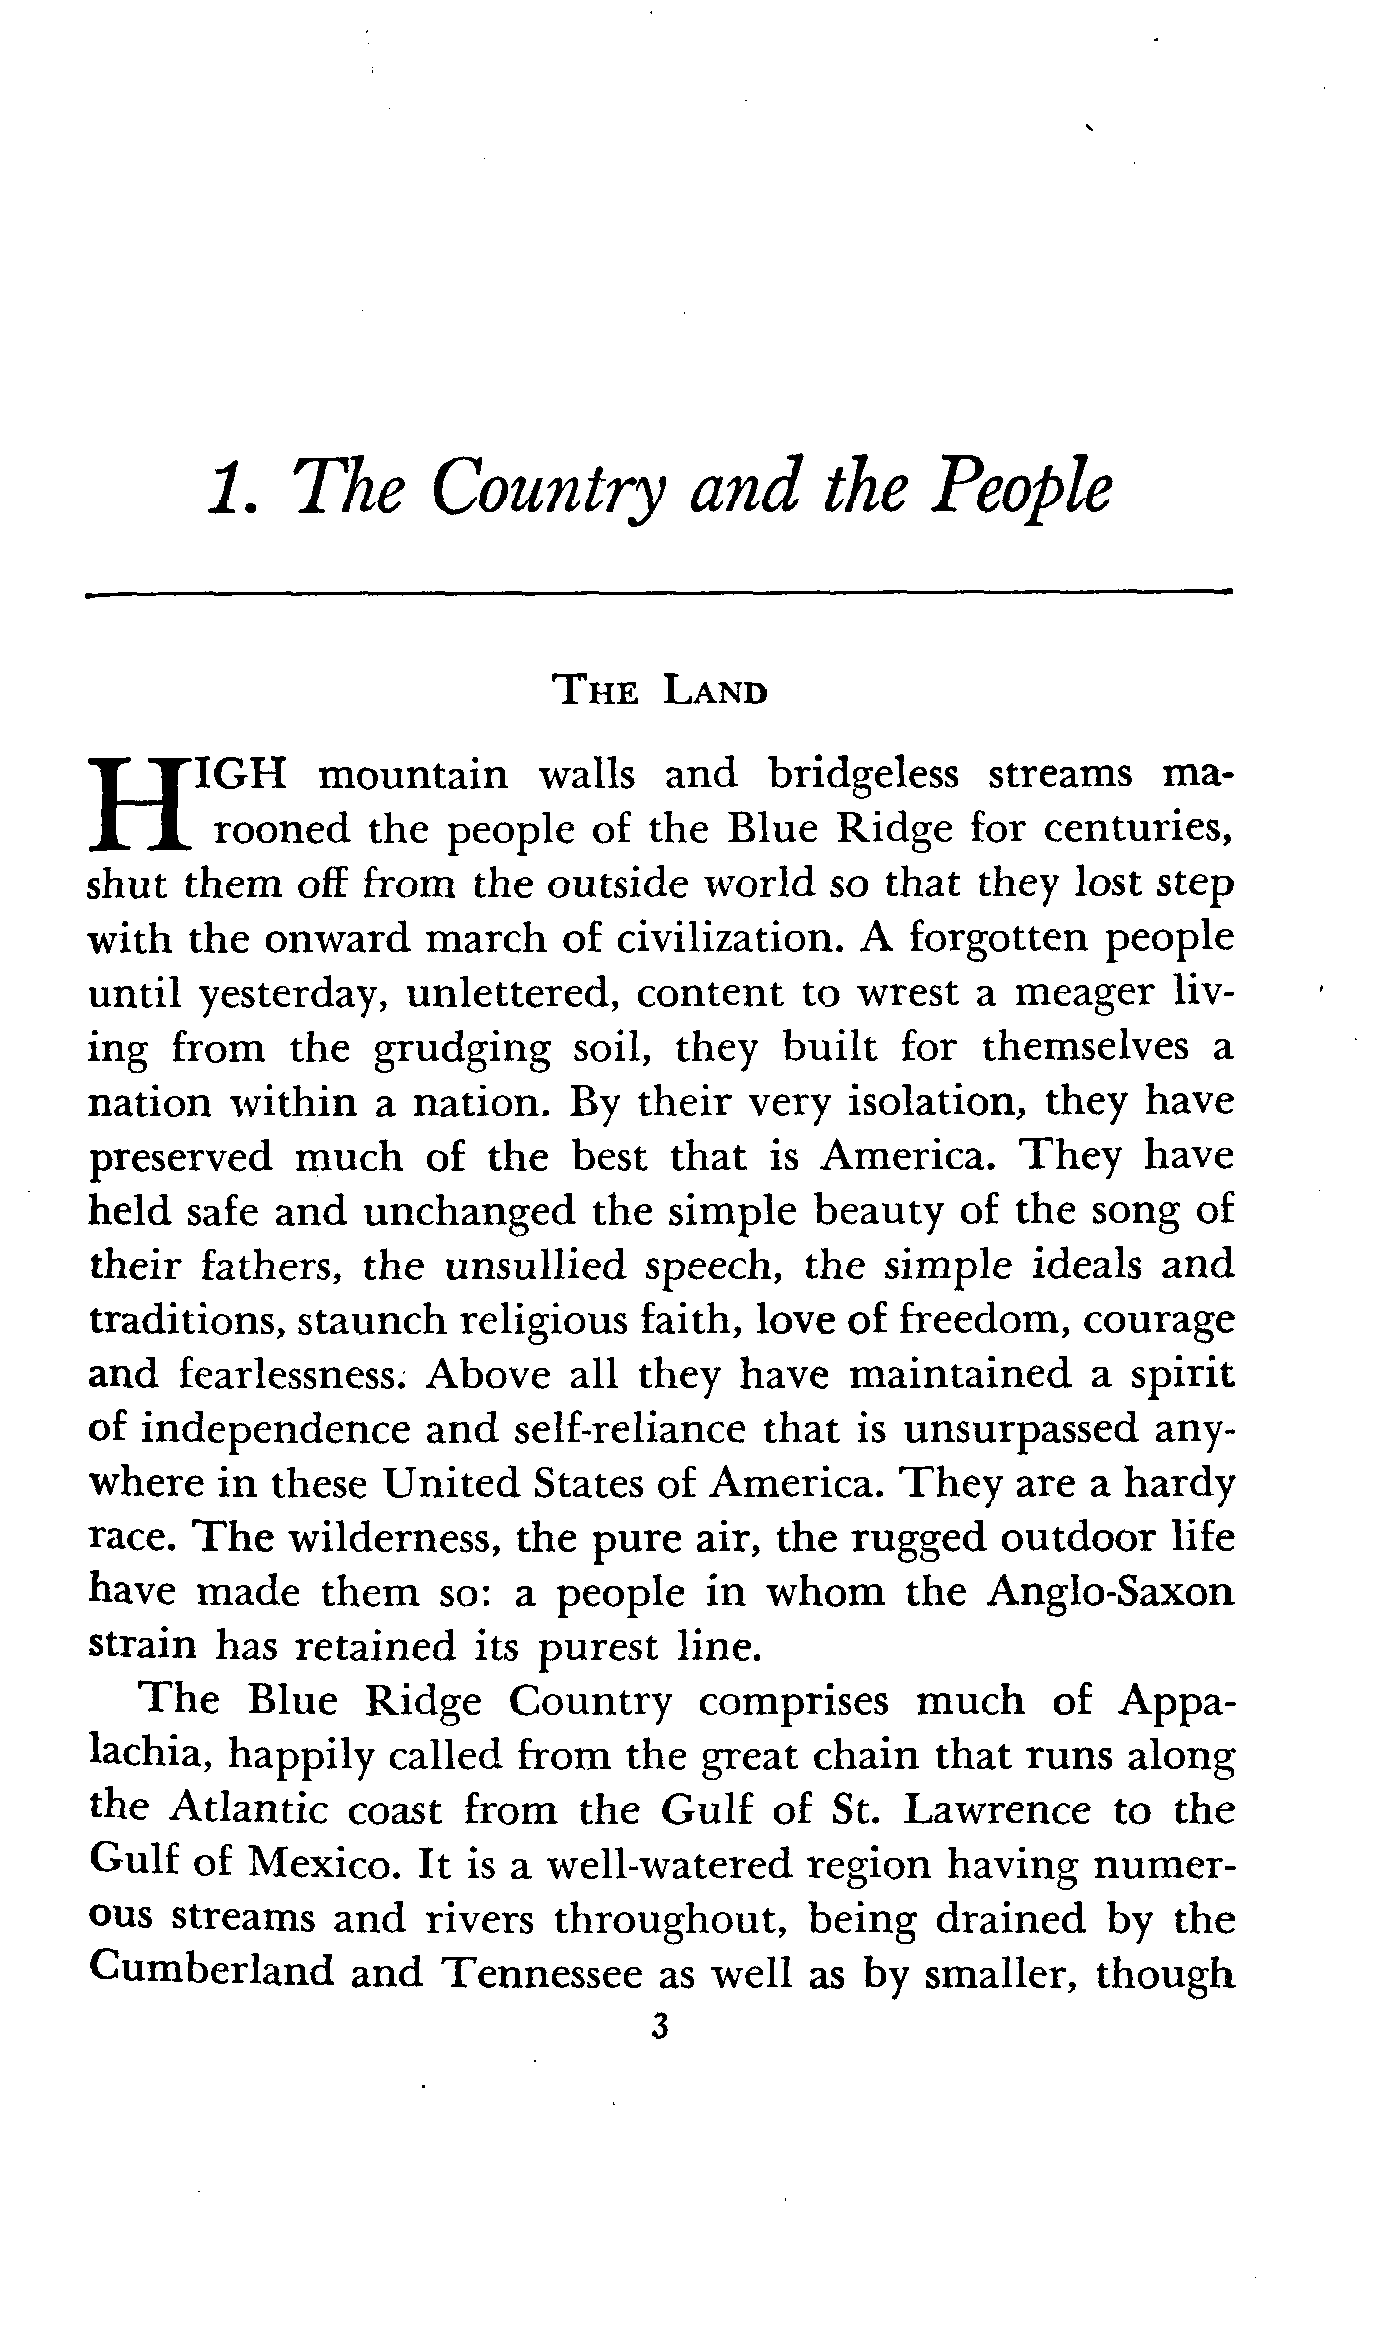 1. The Country and the People
THE LAND
HIGH mountain walls and bridgeless streams ma-
rooned the people of the Blue Ridge for centuries,
shut them off from the outside world so that they lost step
with the onward march of civilization. A forgotten people
until yesterday, unlettered, content to wrest a meager liv-
ing from the grudging soil, they built for themselves a
nation within a nation. By their very isolation, they have
preserved much of the best that is America. They have
held safe and unchanged the simple beauty of the song of
their fathers, the unsullied speech, the simple ideals and
traditions, staunch religious faith, love of freedom, courage
and fearlessness. Above all they have maintained a spirit
of independence and self-reliance that is unsurpassed any-
where in these United States of America. They are a hardy
race. The wilderness, the pure air, the rugged outdoor life
have made them so: a people in whom the Anglo-Saxon
strain has retained its purest line.
The Blue Ridge Country comprises much of Appa-
lachia, happily called from the great chain that runs along
the Atlantic coast from the Gulf of St. Lawrence to the
Gulf of Mexico. It is a well-watered region having numer-
ous streams and rivers throughout, being drained by the
Cumberland and Tennessee as well as by smaller, though
3